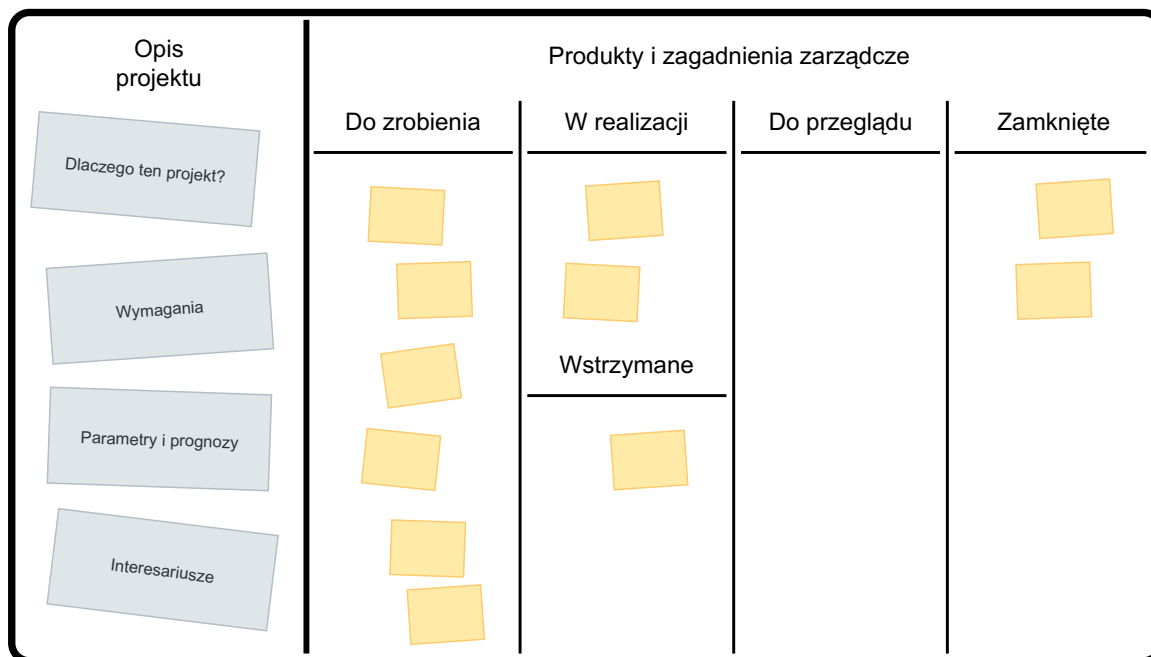 Opis
projektu
Dlaczego ten projekt?
Wymagania
Parametry i prognozy
Interesariusze
Produkty i zagadnienia zarządcze
Do zrobienia
W realizacji
Wstrzymane
Do przeglądu
Zamknięte